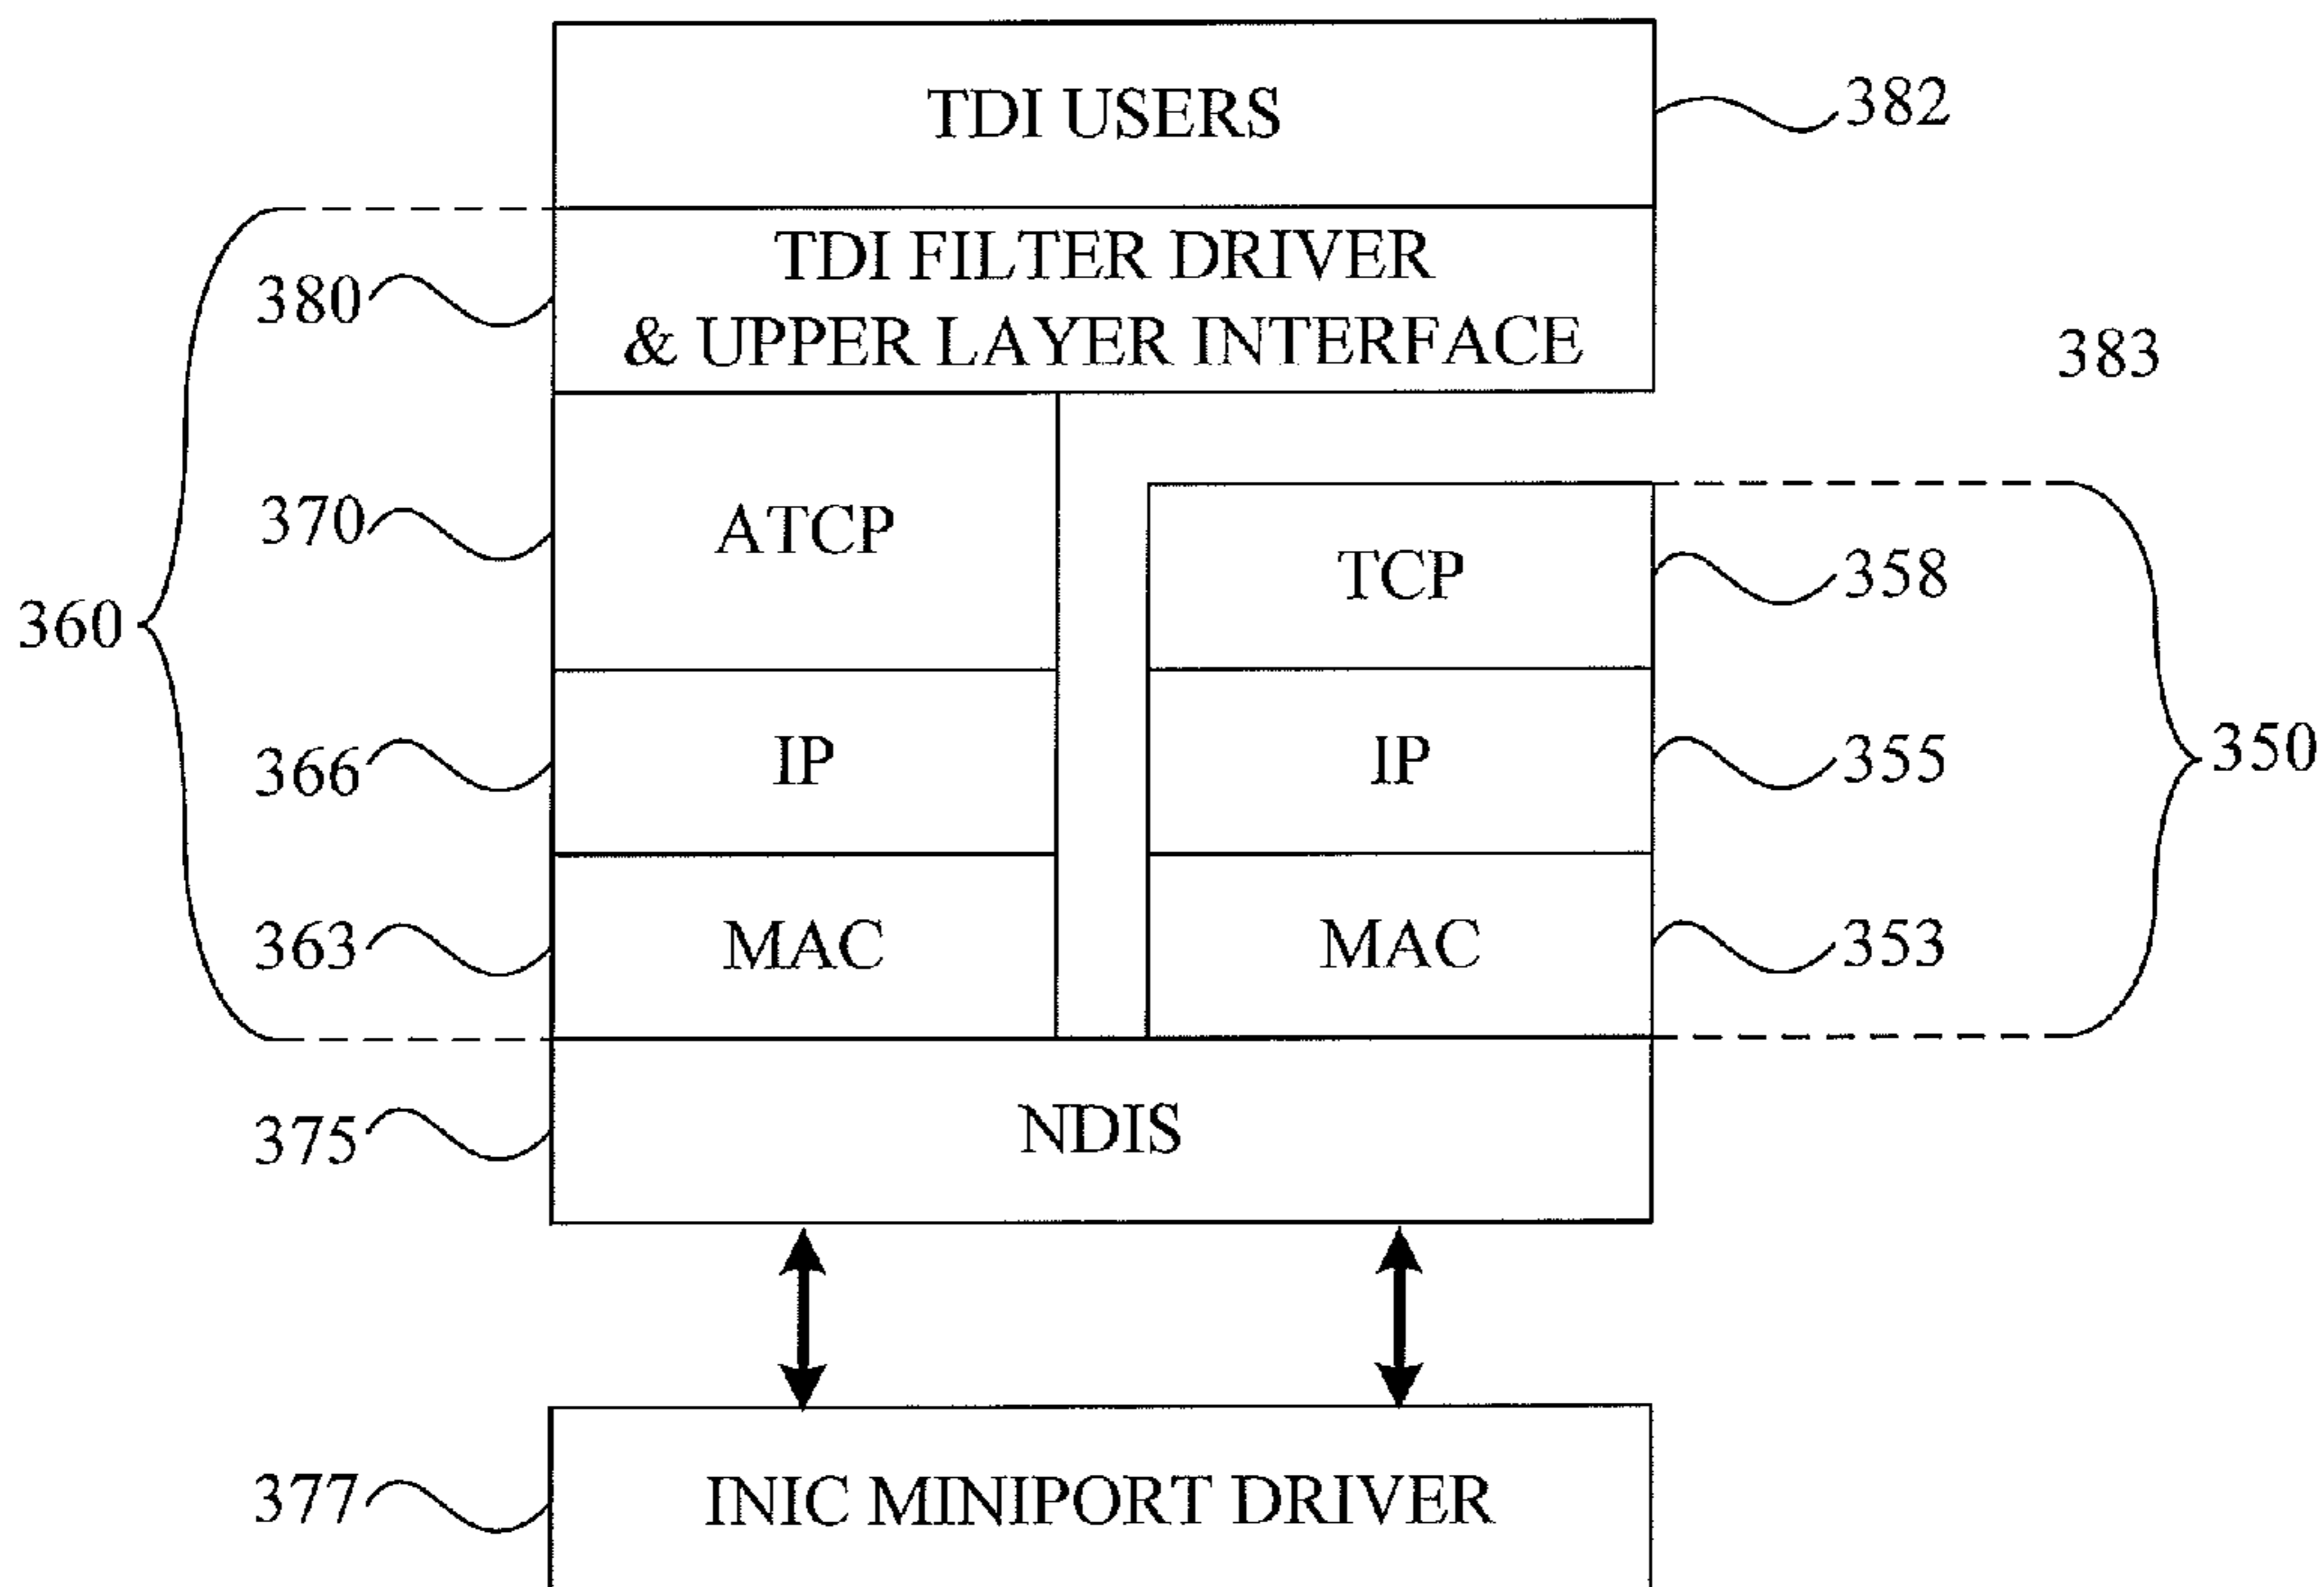 TDI USERS
382
TDI FILTER DRIVER
& UPPER LAYER INTERFACE
380
383
370
ATCP
TCP
358
360
366
IP
IP
355
350
363
MAC
MAC
353
375
NDIS
377
INIC MINIPORT DRIVER